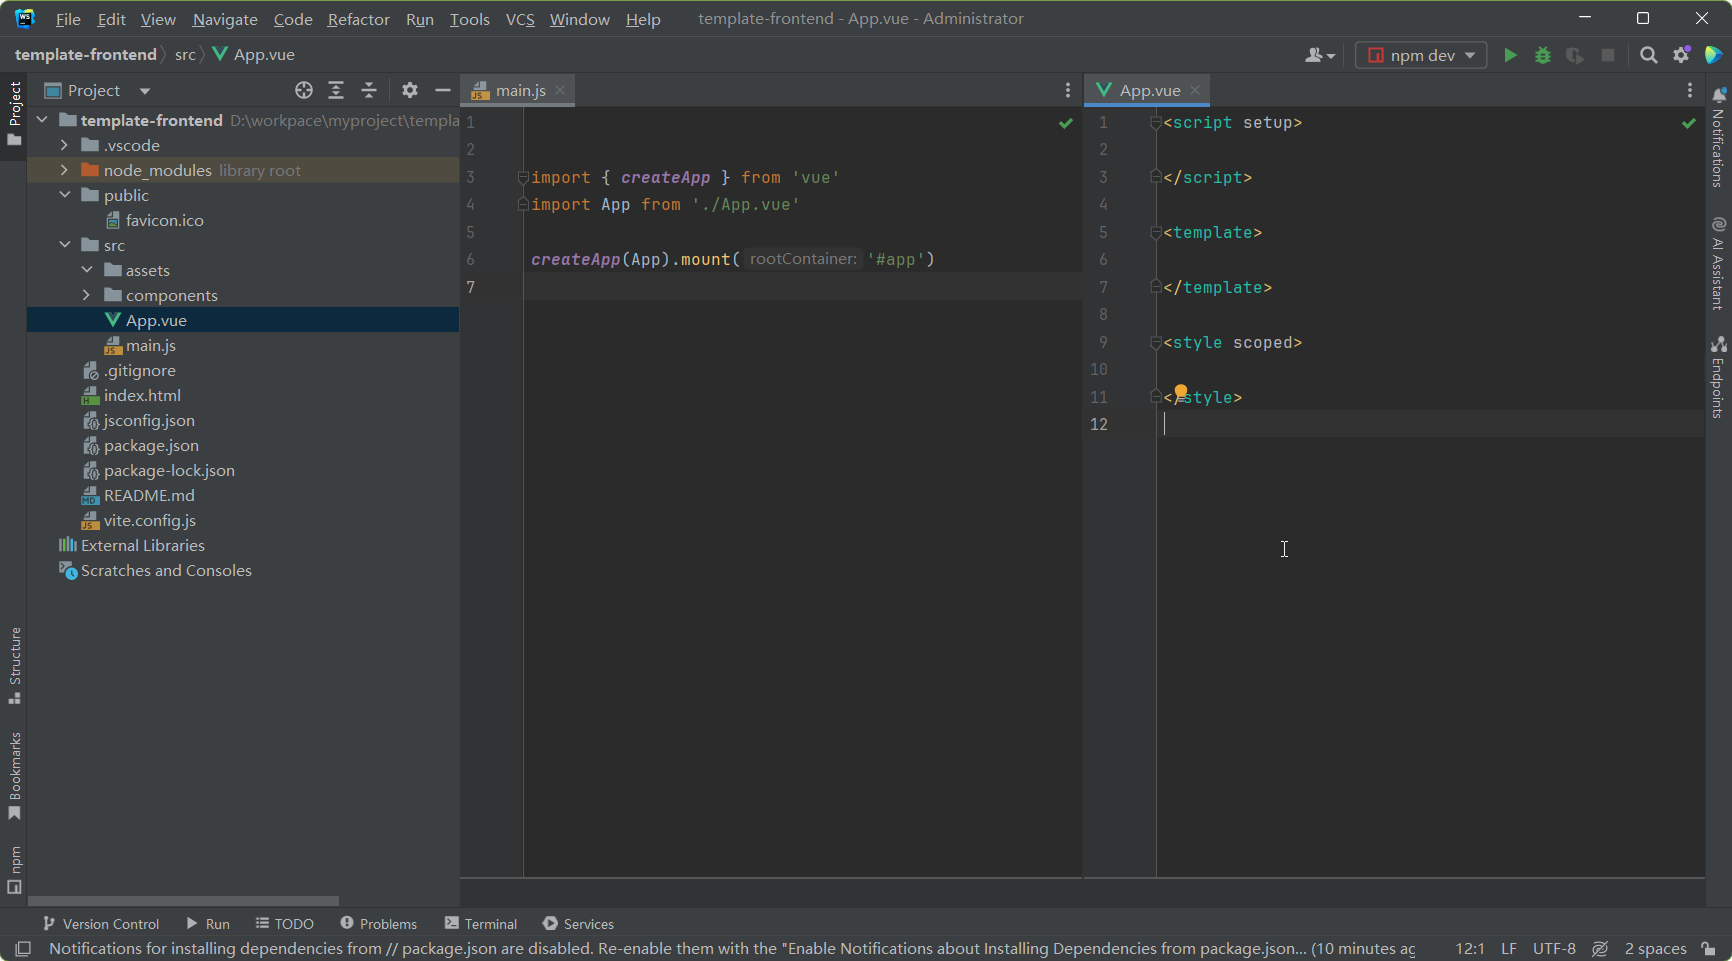 File Edit View Navigate Code Refactor Run Tools VCS Window Help template-frontend - App.vue - Administrator
template-frontend src App.vue npm dev
Project
Project
template-frontend D:\workpace\myproject\templa
.vscode
node_modules library root
public
favicon.ico
src
assets
components
App.vue
main.js
.gitignore
index.html
jsconfig.json
package.json
package-lock.json
README.md
vite.config.js
External Libraries
Scratches and Consoles
Structure
Bookmarks
npm
main.js
1
2
3 import { createApp } from 'vue'
4 import App from './App.vue'
5
6 createApp(App).mount( rootContainer: '#app')
7
App.vue
1 <script setup>
2
3 </script>
4
5 <template>
6
7 </template>
8
9 <style scoped>
10
11 </style>
12
Notifications
AI Assistant
Endpoints
Version Control Run TODO Problems Terminal Services
Notifications for installing dependencies from // package.json are disabled. Re-enable them with the "Enable Notifications about Installing Dependencies from package.json... (10 minutes ag 12:1 LF UTF-8 2 spaces